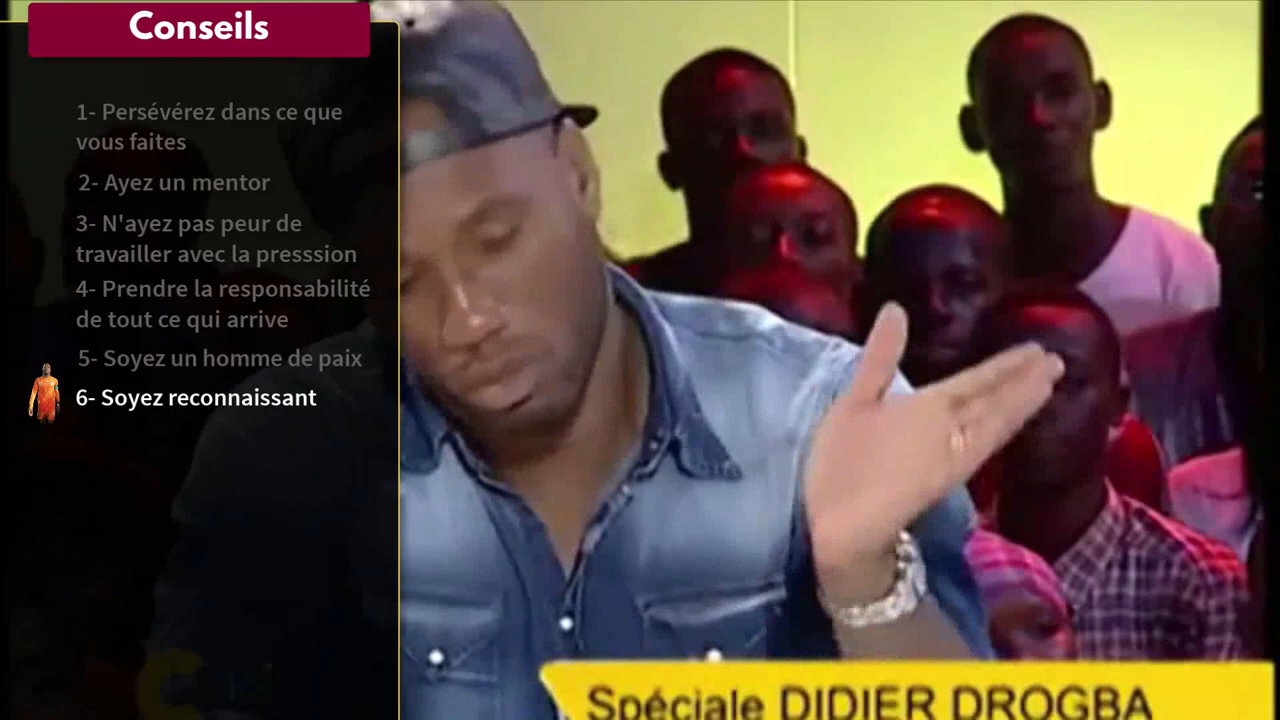 Conseils
1- Persévérez dans ce que
vous faites
2- Ayez un mentor
3- N'ayez pas peur de
travailler avec la presssion
4- Prendre la responsabilité
de tout ce qui arrive
5- Soyez un homme de paix
6- Soyez reconnaissant
Spéciale DIDIER DROGBA